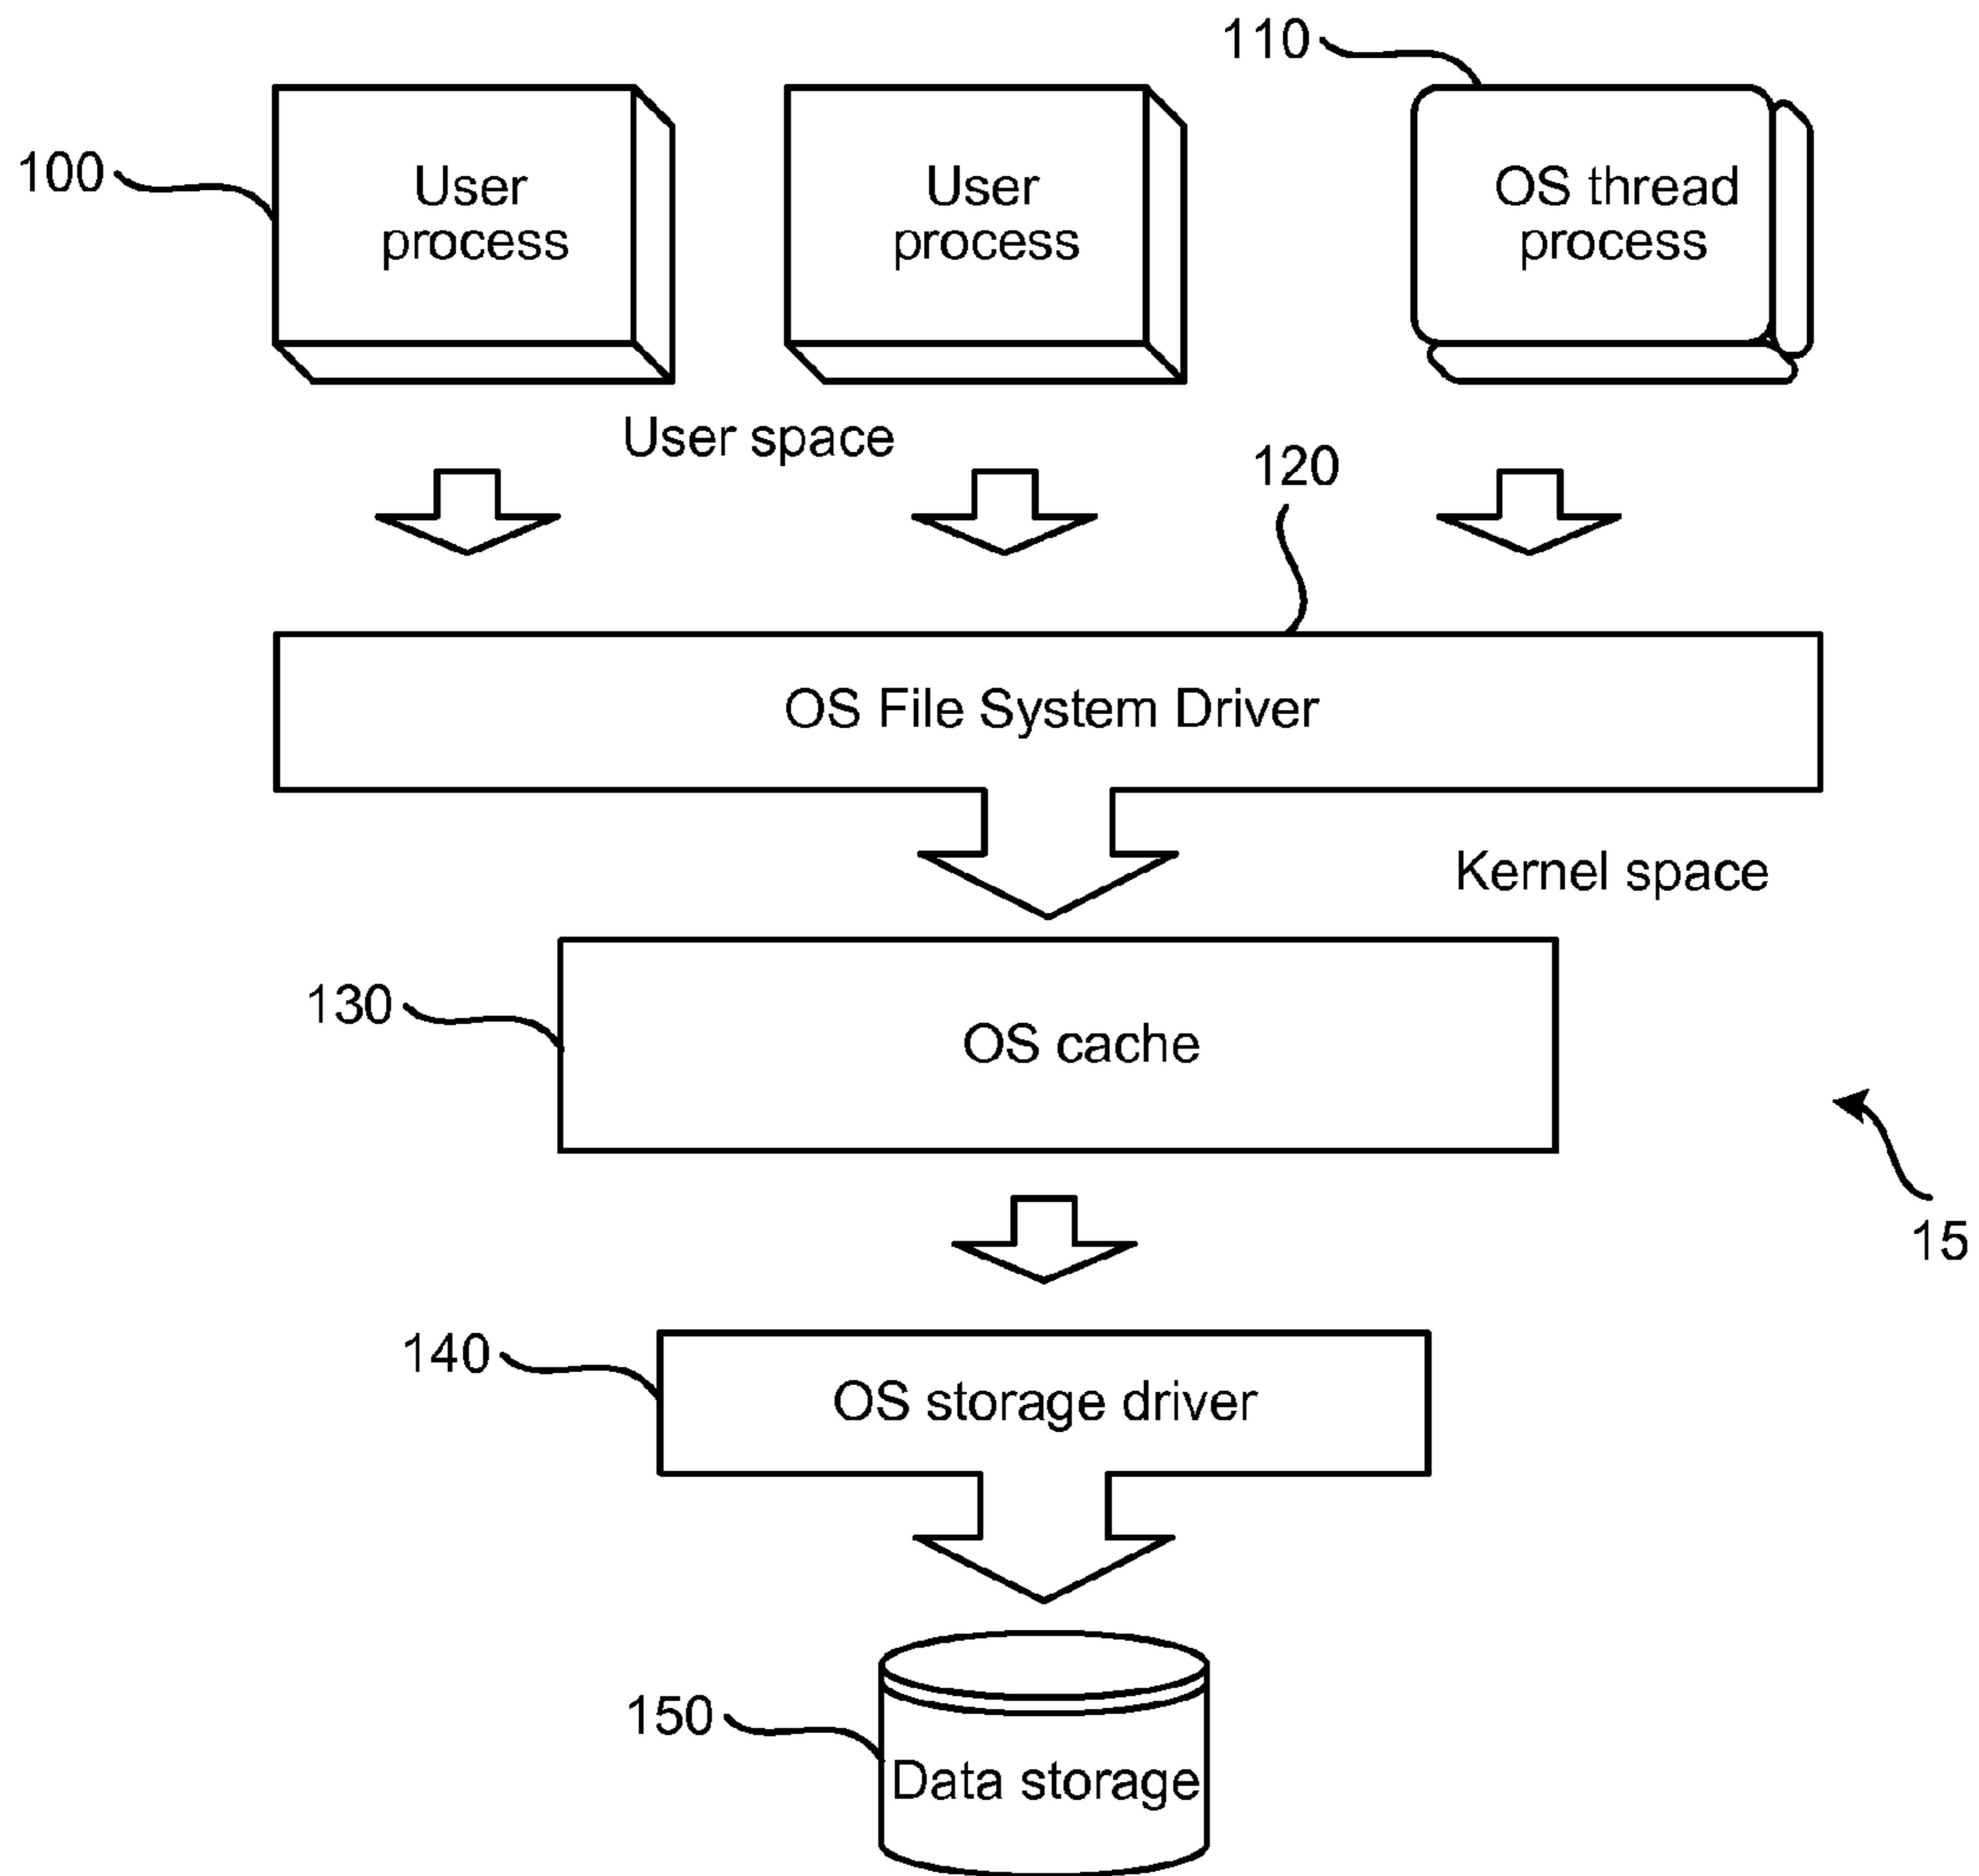 110
100
User
process
User
process
OS thread
process
User space
120
OS File System Driver
Kernel space
130
OS cache
15
140
OS storage driver
150
Data storage